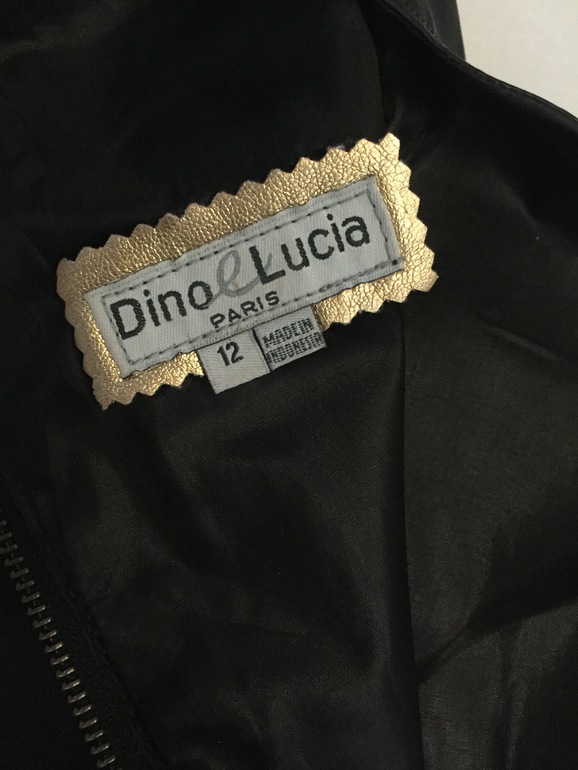 Dino e Lucia
PARIS
12
MADE IN
INDONESIA